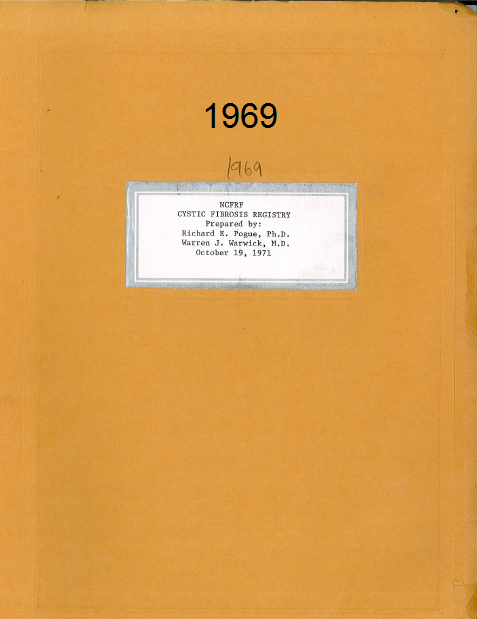 1969
1969
NCFRF
CYSTIC FIBROSIS REGISTRY
Prepared by:
Richard E. Pogue, Ph.D.
Warren J. Warwick, M.D.
October 19, 1971